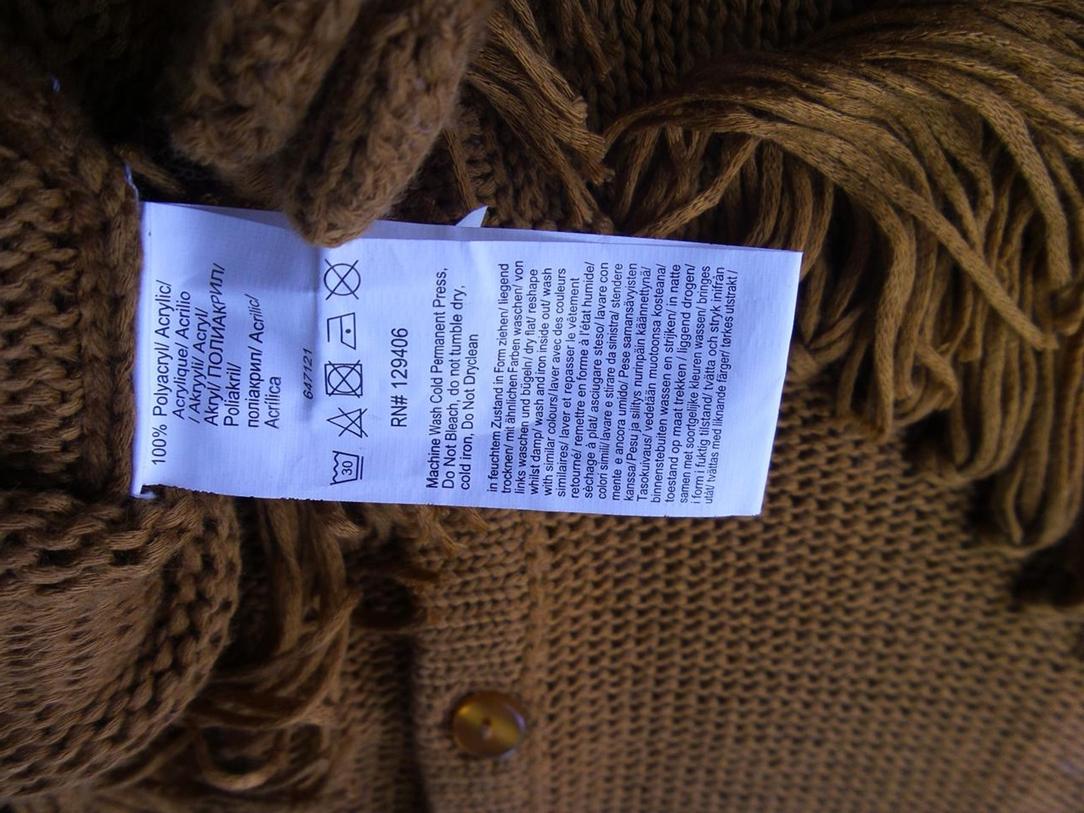 100% Polyacryl/ Acrylic/
Acrylique/ Acrilio
/ Akryyli/ Acryl/
Akryl/ ПОЛИАКРИЛ/
Poliakril/
поліакрил/ Acrilic/
Acrilica
647121
30
RN# 129406
Machine Wash Cold Permanent Press,
Do Not Bleach, do not tumble dry,
cold iron, Do Not Dryclean
in feuchtem Zustand in Form ziehen/ liegend
trocknen/ mit ähnlichen Farben waschen/ von
links waschen und bügeln/ dry flat/ reshape
whilst damp/ wash and iron inside out/ wash
with similar colours/ laver avec des couleurs
similaires/ laver et repasser le vêtement
retourné/ remettre en forme à l'état humide/
séchage à plat/ asciugare steso/ lavare con
colori simili/ lavare e stirare da sinistra/ stendere
mente e ancora umido/ Pese samansävyisten
kanssa/Pesu ja silitys nurinpäin käännettynä/
Tasokuivaus/ vedetään muotoonsa kosteana/
binnenstebuiten wassen en strijken/ in natte
toestand op maat trekken / liggend drogen/
samen met soortgelijke kleuren wassen/ bringes
i form i fuktig tilstand/ tvätta och stryk inifrån
utåt/ tvättas med liknande färger/ tørkes utstrakt /